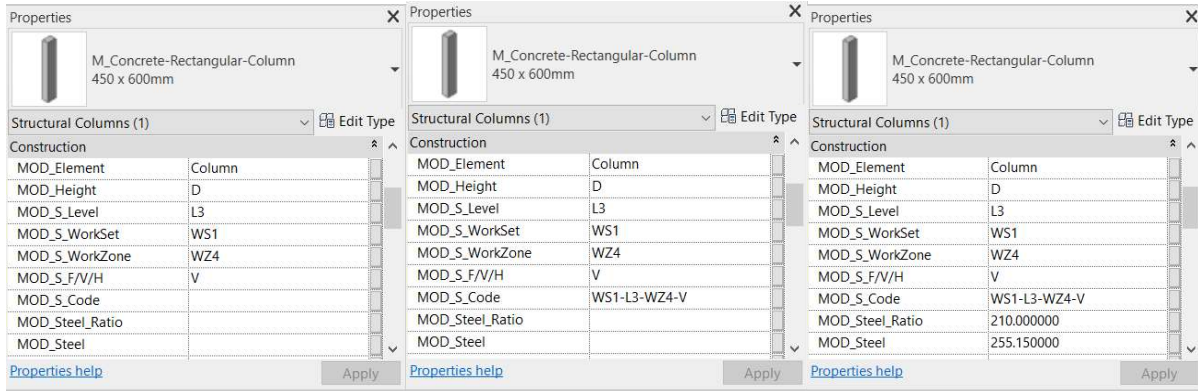 Properties
M_Concrete-Rectangular-Column
450 x 600mm
Structural Columns (1)
Edit Type
Construction
MOD_Element Column
MOD_Height D
MOD_S_Level L3
MOD_S_WorkSet WS1
MOD_S_WorkZone WZ4
MOD_S_F/V/H V
MOD_S_Code
MOD_Steel_Ratio
MOD_Steel
Properties help
Apply
Properties
M_Concrete-Rectangular-Column
450 x 600mm
Structural Columns (1)
Edit Type
Construction
MOD_Element Column
MOD_Height D
MOD_S_Level L3
MOD_S_WorkSet WS1
MOD_S_WorkZone WZ4
MOD_S_F/V/H V
MOD_S_Code WS1-L3-WZ4-V
MOD_Steel_Ratio
MOD_Steel
Properties help
Apply
Properties
M_Concrete-Rectangular-Column
450 x 600mm
Structural Columns (1)
Edit Type
Construction
MOD_Element Column
MOD_Height D
MOD_S_Level L3
MOD_S_WorkSet WS1
MOD_S_WorkZone WZ4
MOD_S_F/V/H V
MOD_S_Code WS1-L3-WZ4-V
MOD_Steel_Ratio 210.000000
MOD_Steel 255.150000
Properties help
Apply